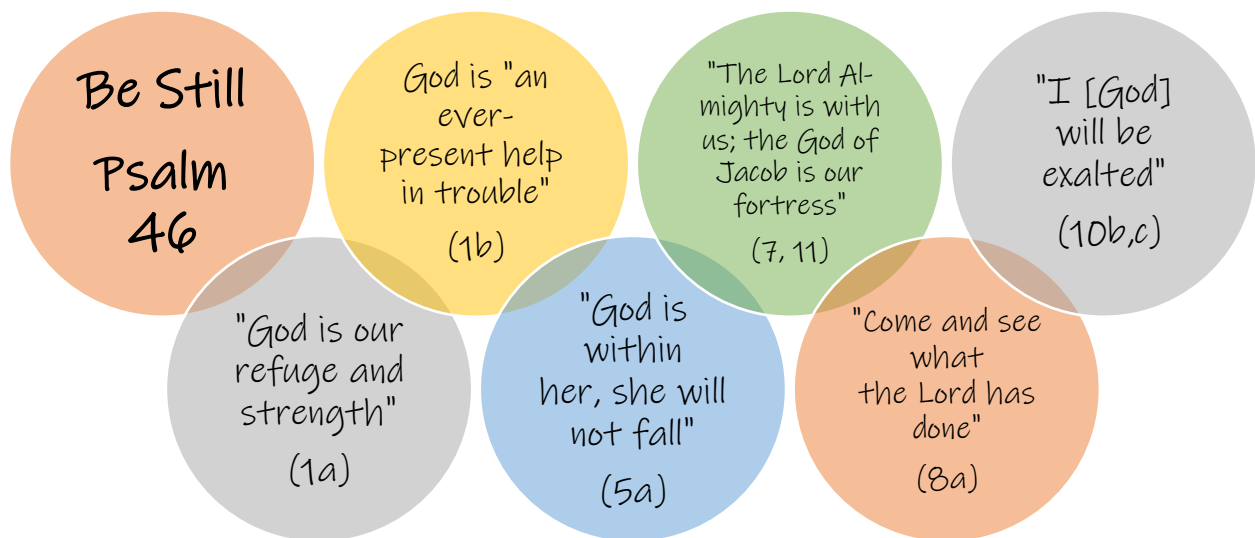 Be Still
Psalm
46
"God is our
refuge and
strength"
(1a)
God is "an
ever-
present help
in trouble"
(1b)
"God is
within
her, she will
not fall"
(5a)
"The Lord Al-
mighty is with
us; the God of
Jacob is our
fortress"
(7, 11)
"Come and see
what
the Lord has
done"
(8a)
"I [God]
will be
exalted"
(10b,c)